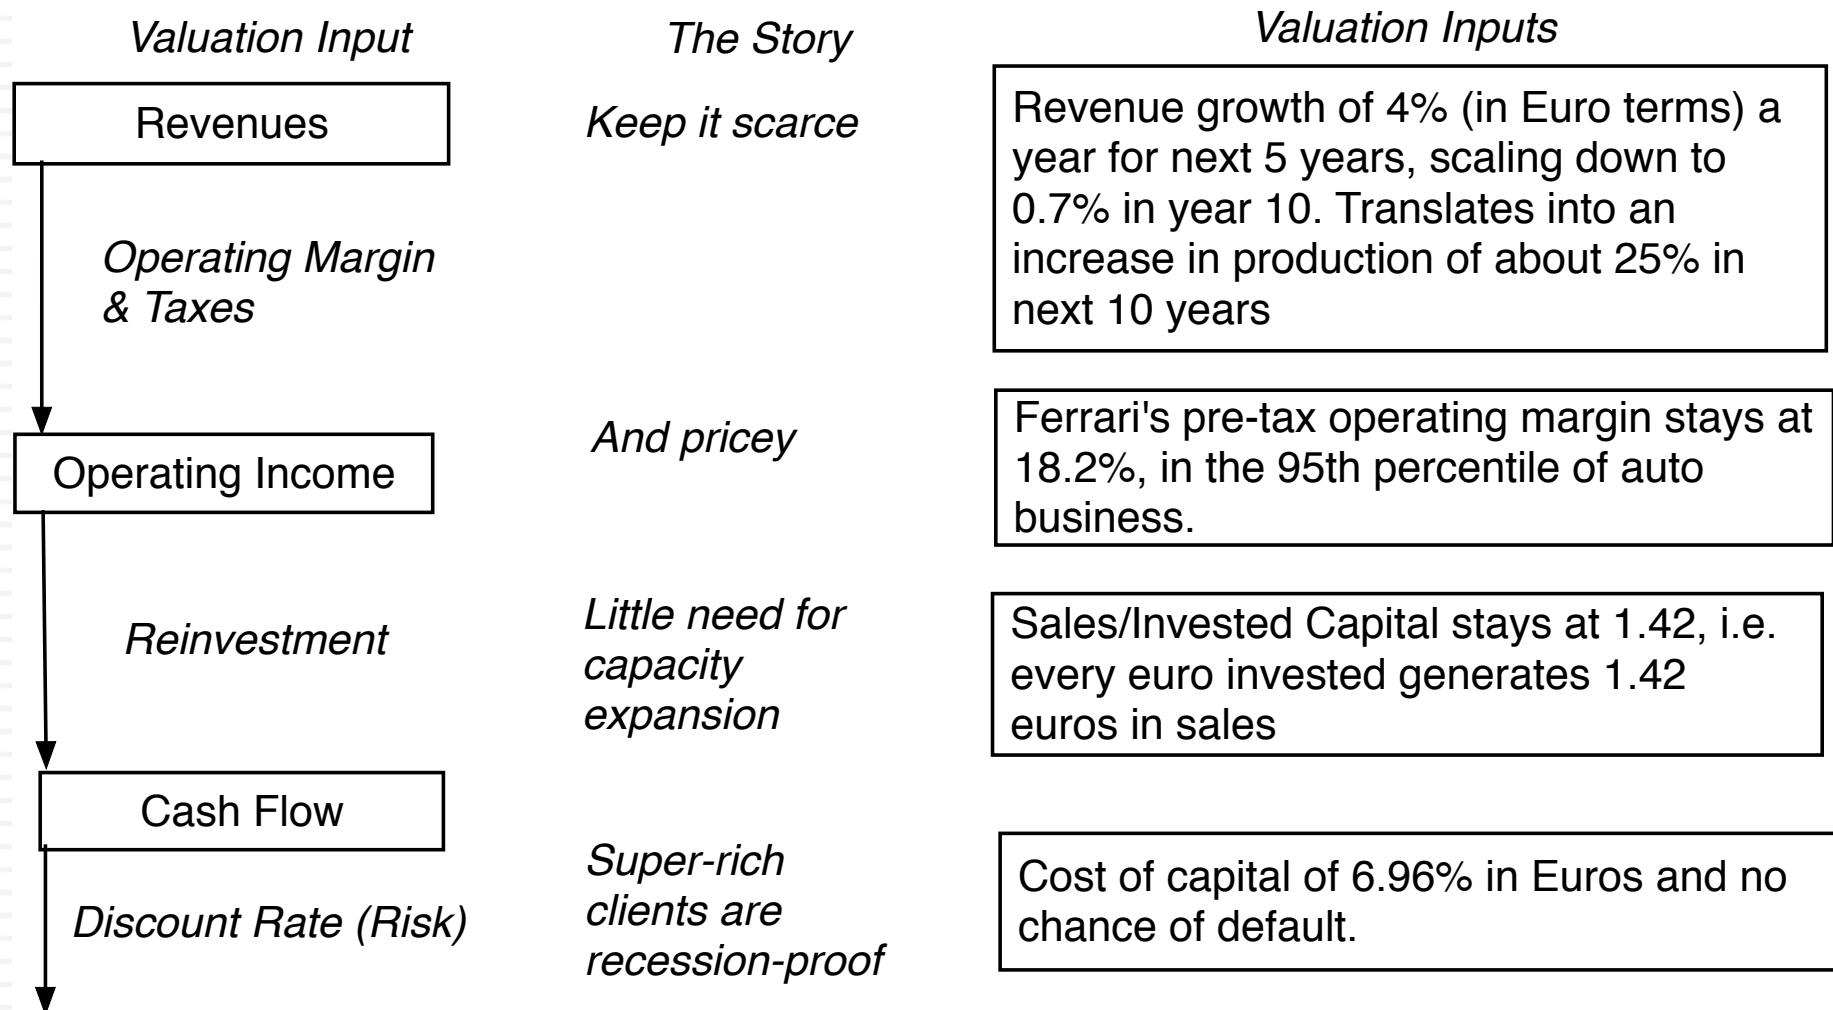 Valuation Input
The Story
Valuation Inputs
Revenues
Keep it scarce
Revenue growth of 4% (in Euro terms) a
year for next 5 years, scaling down to
0.7% in year 10. Translates into an
increase in production of about 25% in
next 10 years
Operating Margin
& Taxes
Operating Income
And pricey
Ferrari's pre-tax operating margin stays at
18.2%, in the 95th percentile of auto
business.
Reinvestment
Little need for
capacity
expansion
Sales/Invested Capital stays at 1.42, i.e.
every euro invested generates 1.42
euros in sales
Cash Flow
Discount Rate (Risk)
Super-rich
clients are
recession-proof
Cost of capital of 6.96% in Euros and no
chance of default.